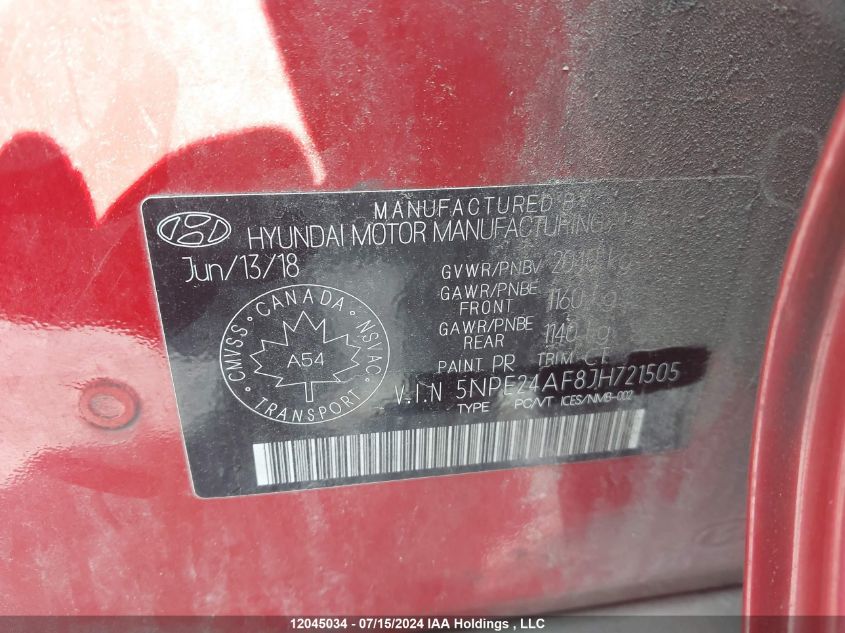 MANUFACTURED BY
HYUNDAI MOTOR MANUFACTURING
Jun/13/18
GVWR/PNBV 2010 kg
GAWR/PNBE FRONT 1160 kg
GAWR/PNBE REAR 1140 kg
PAINT PR TRIM CT
V.I.N 5NPE24AF8JH721505
TYPE PC/VT ICES/NMB-002
CANADA
CMVSS NSVAC
A54
TRANSPORT
12045034 - 07/15/2024 IAA Holdings , LLC